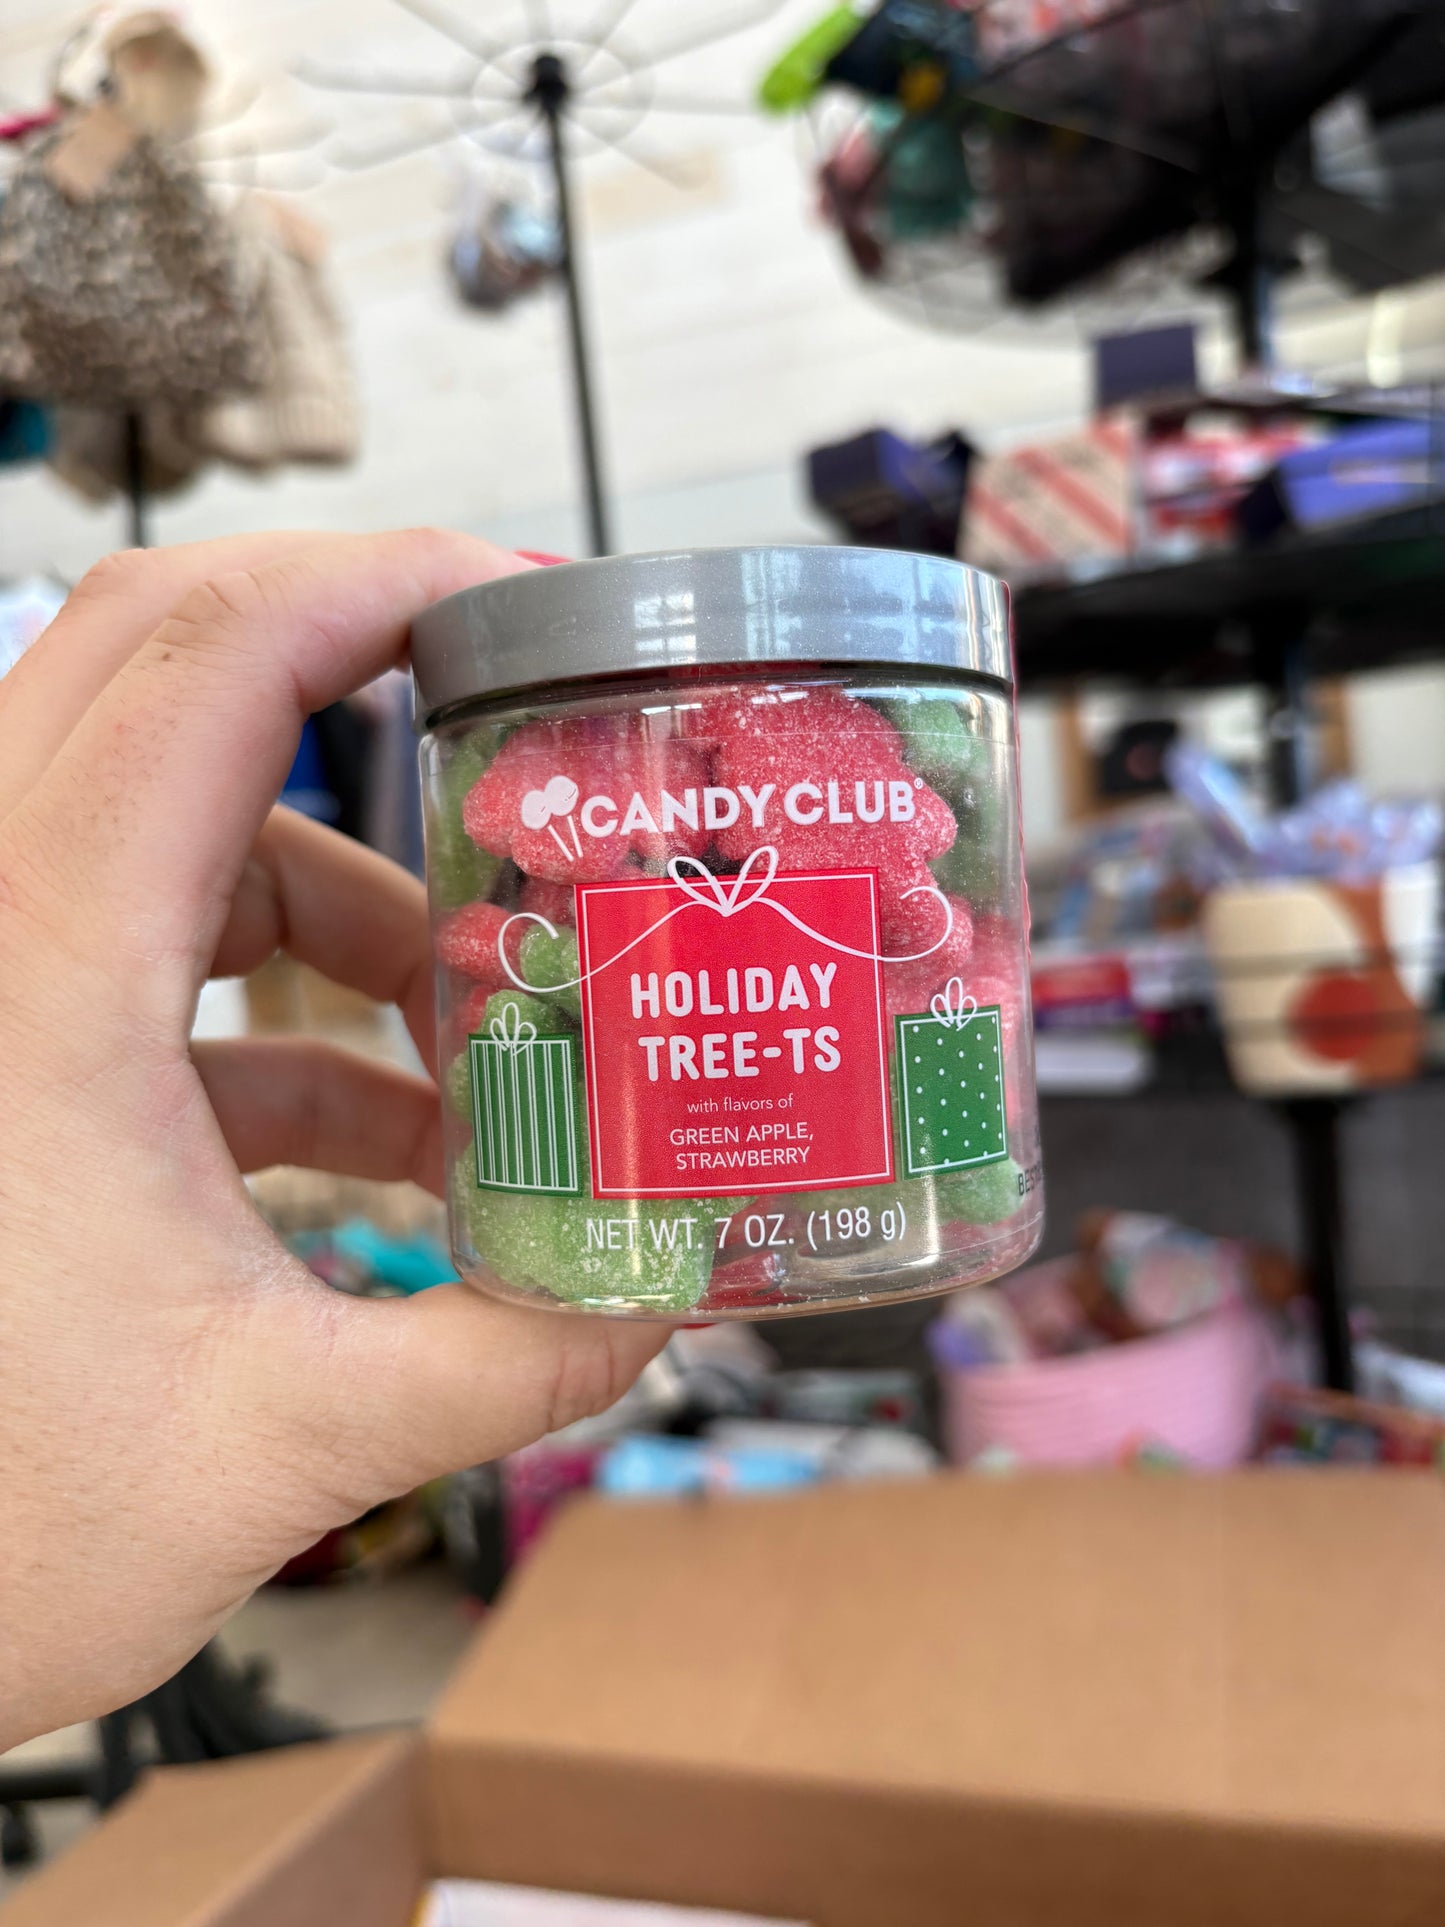 CANDY CLUB®
HOLIDAY
TREE-TS
with flavors of
GREEN APPLE,
STRAWBERRY
NET WT. 7 OZ. (198 g)